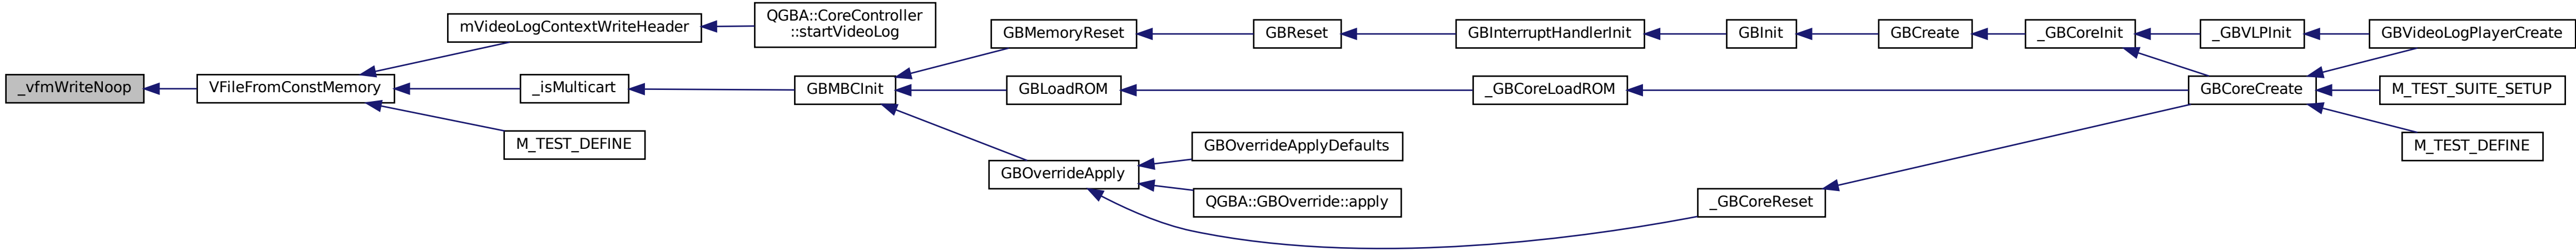 _vfmWriteNoop
VFileFromConstMemory
mVideoLogContextWriteHeader
QGBA::CoreController
::startVideoLog
_isMulticart
M_TEST_DEFINE
GBMBCInit
GBMemoryReset
GBReset
GBInterruptHandlerInit
GBInit
GBCreate
_GBCoreInit
_GBVLPInit
GBVideoLogPlayerCreate
GBLoadROM
_GBCoreLoadROM
GBCoreCreate
M_TEST_SUITE_SETUP
M_TEST_DEFINE
GBOverrideApply
GBOverrideApplyDefaults
QGBA::GBOverride::apply
_GBCoreReset